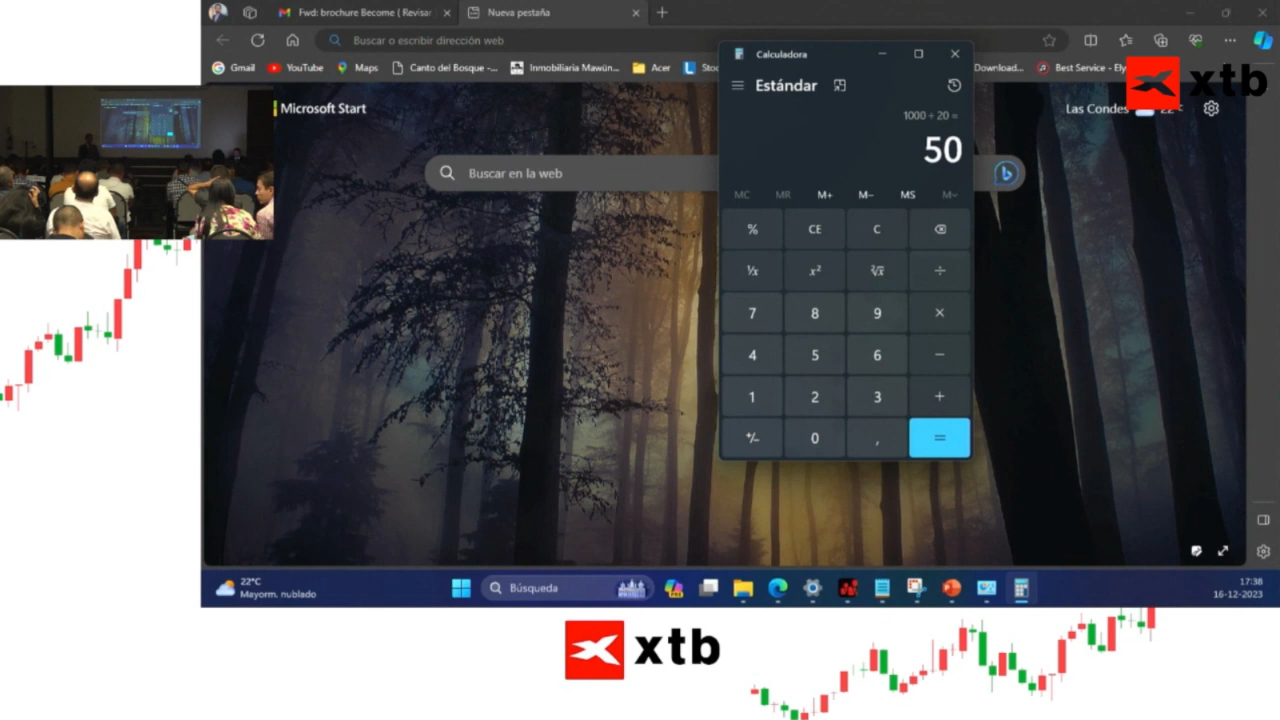 Fwd: brochure Become ( Revisar
Nueva pestaña
Buscar o escribir dirección web
Gmail
YouTube
Maps
Canto del Bosque -...
Inmobiliaria Mawün...
Acer
Download...
Microsoft Start
Las Condes
xtb
Buscar en la web
Calculadora
Estándar
1000 ÷ 20 =
50
MC MR M+ M− MS M˅
% CE C
¹⁄x x² ²√x ÷
7 8 9 ×
4 5 6 −
1 2 3 +
+/− 0 , =
22°C
Mayorm. nublado
Búsqueda
17:38
16-12-2023
xtb